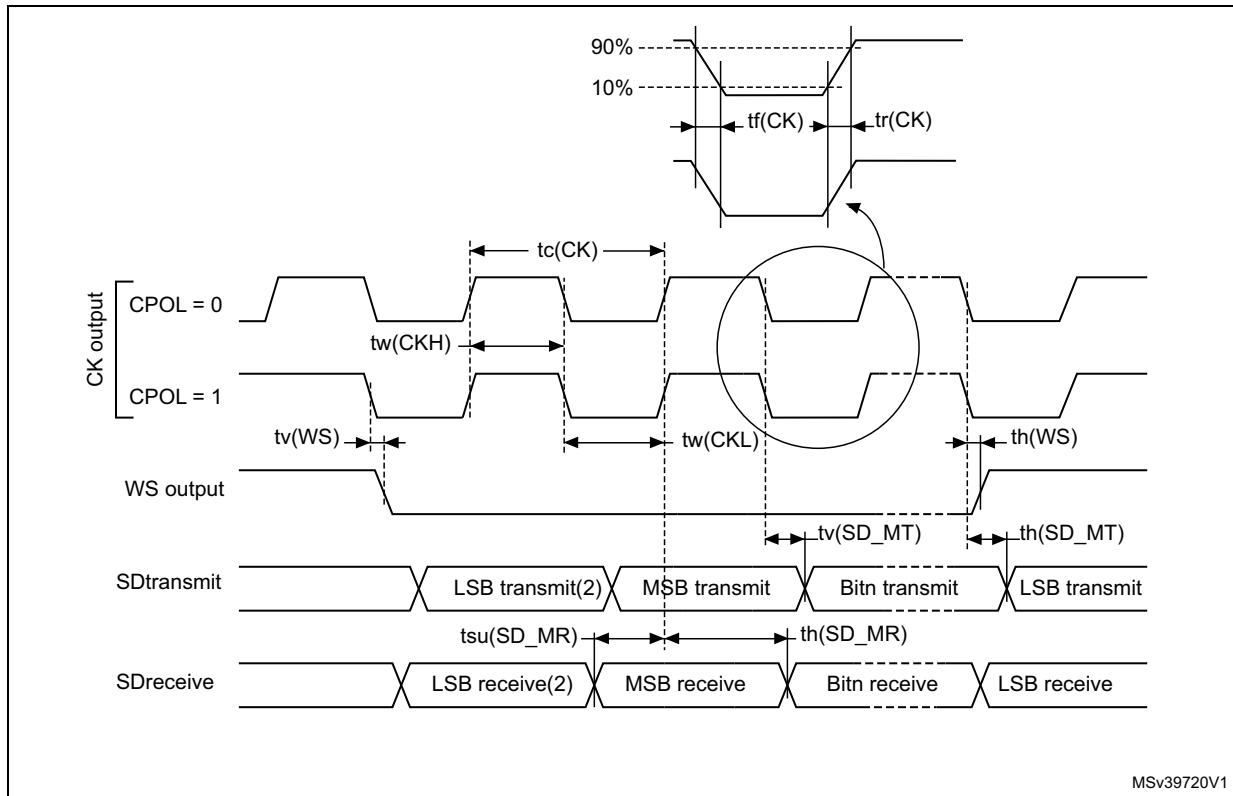 90%
10%
tf(CK)
tr(CK)
tc(CK)
CK output
CPOL = 0
tw(CKH)
CPOL = 1
tv(WS)
tw(CKL)
th(WS)
WS output
tv(SD_MT)
th(SD_MT)
SDtransmit
LSB transmit(2)
MSB transmit
Bitn transmit
LSB transmit
tsu(SD_MR)
th(SD_MR)
SDreceive
LSB receive(2)
MSB receive
Bitn receive
LSB receive
MSv39720V1